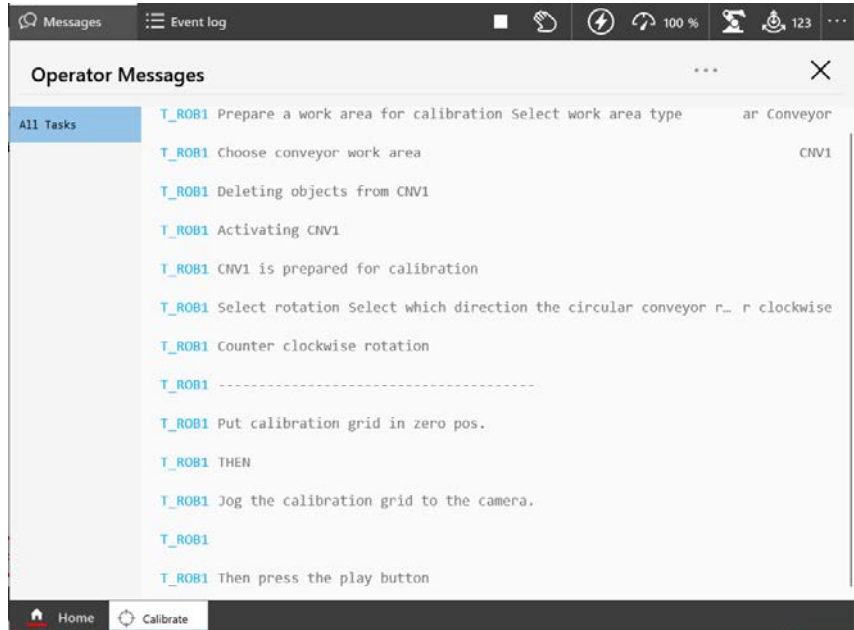 Messages Event log 100 % 123
Operator Messages
All Tasks
T_ROB1 Prepare a work area for calibration Select work area type ar Conveyor
T_ROB1 Choose conveyor work area CNV1
T_ROB1 Deleting objects from CNV1
T_ROB1 Activating CNV1
T_ROB1 CNV1 is prepared for calibration
T_ROB1 Select rotation Select which direction the circular conveyor r… r clockwise
T_ROB1 Counter clockwise rotation
T_ROB1 ---------------------------------------
T_ROB1 Put calibration grid in zero pos.
T_ROB1 THEN
T_ROB1 Jog the calibration grid to the camera.
T_ROB1
T_ROB1 Then press the play button
Home Calibrate